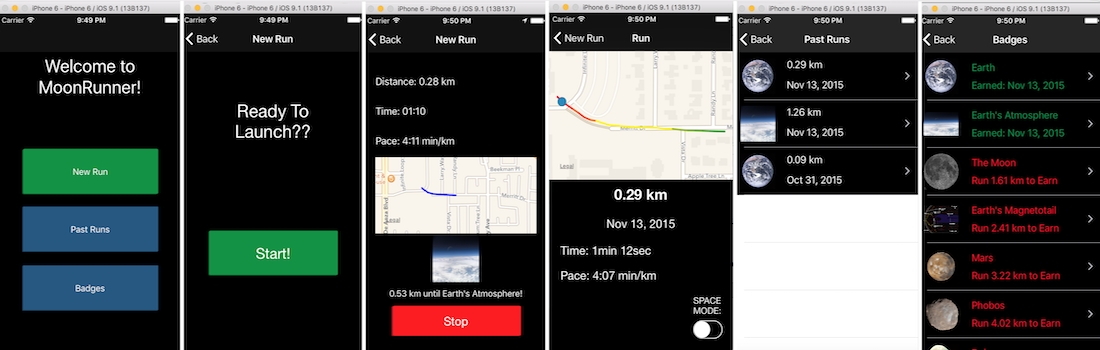 iPhone 6 - iPhone 6 / iOS 9.1 (13B137)
Carrier
9:49 PM
Welcome to
MoonRunner!
New Run
Past Runs
Badges
iPhone 6 - iPhone 6 / iOS 9.1 (13B137)
Carrier
9:49 PM
Back
New Run
Ready To
Launch??
Start!
iPhone 6 - iPhone 6 / iOS 9.1 (13B137)
Carrier
9:50 PM
Back
New Run
Distance: 0.28 km
Time: 01:10
Pace: 4:11 min/km
Beekman Pl
Legal
0.53 km until Earth's Atmosphere!
Stop
iPhone 6 - iPhone 6 / iOS 9.1 (13B137)
Carrier
9:50 PM
New Run
Run
Legal
Apple Tree Ln
0.29 km
Nov 13, 2015
Time: 1min 12sec
Pace: 4:07 min/km
SPACE
MODE:
iPhone 6 - iPhone 6 / iOS 9.1 (13B137)
Carrier
9:50 PM
Back
Past Runs
0.29 km
Nov 13, 2015
1.26 km
Nov 13, 2015
0.09 km
Oct 31, 2015
iPhone 6 - iPhone 6 / iOS 9.1 (13B137)
Carrier
9:50 PM
Back
Badges
Earth
Earned: Nov 13, 2015
Earth's Atmosphere
Earned: Nov 13, 2015
The Moon
Run 1.61 km to Earn
Earth's Magnetotail
Run 2.41 km to Earn
Mars
Run 3.22 km to Earn
Phobos
Run 4.02 km to Earn